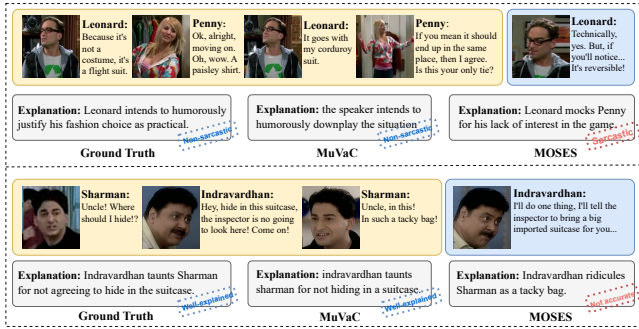 Leonard:
Because it's
not a
costume, it's
a flight suit.
Penny:
Ok, alright,
moving on.
Oh, wow. A
paisley shirt.
Leonard:
It goes with
my corduroy
suit.
Penny:
If you mean it should
end up in the same
place, then I agree.
Is this your only tie?
Leonard:
Technically,
yes. But, if
you'll notice...
It's reversible!
Explanation: Leonard intends to humorously
justify his fashion choice as practical.
Non-sarcastic
Ground Truth
Explanation: the speaker intends to
humorously downplay the situation
Non-sarcastic
MuVaC
Explanation: Leonard mocks Penny
for his lack of interest in the game.
Sarcastic
MOSES
Sharman:
Uncle! Where
should I hide!?
Indravardhan:
Hey, hide in this suitcase,
the inspector is no going
to look here! Come on!
Sharman:
Uncle, in this!
In such a tacky bag!
Indravardhan:
I'll do one thing, I'll tell the
inspector to bring a big
imported suitcase for you...
Explanation: Indravardhan taunts Sharman
for not agreeing to hide in the suitcase.
Well-explained
Ground Truth
Explanation: indravardhan taunts
sharman for not hiding in a suitcase.
Well-explained
MuVaC
Explanation: Indravardhan ridicules
Sharman as a tacky bag.
Not accurate
MOSES